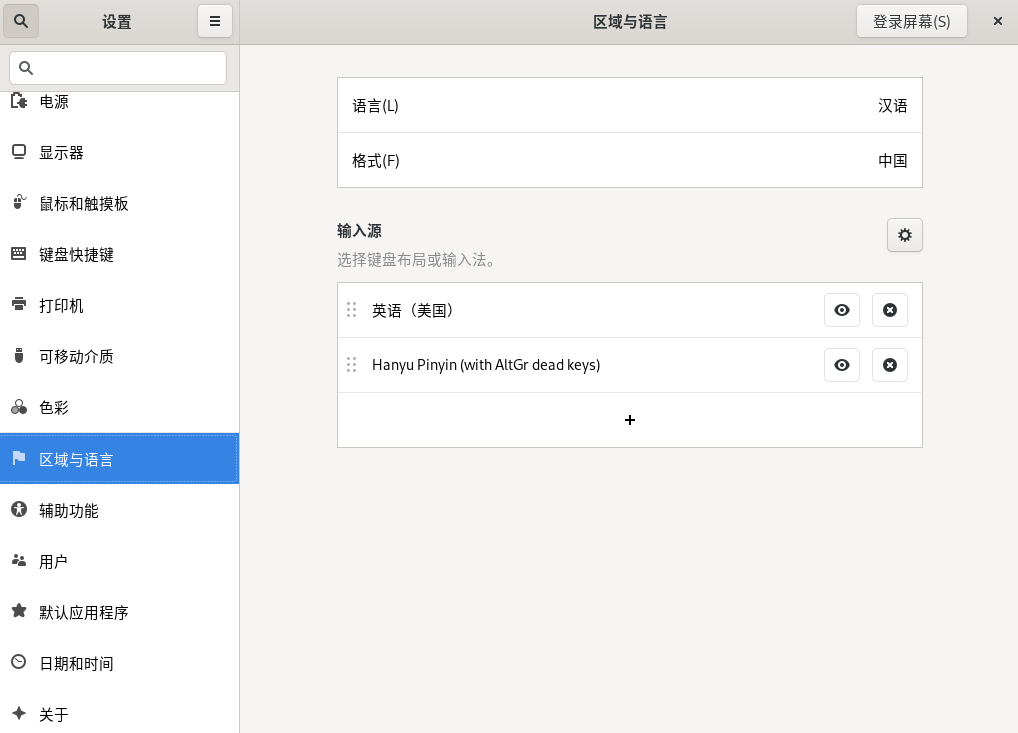 设置
区域与语言
登录屏幕(S)
电源
显示器
鼠标和触摸板
键盘快捷键
打印机
可移动介质
色彩
区域与语言
辅助功能
用户
默认应用程序
日期和时间
关于
语言(L)
汉语
格式(F)
中国
输入源
选择键盘布局或输入法。
英语（美国）
Hanyu Pinyin (with AltGr dead keys)